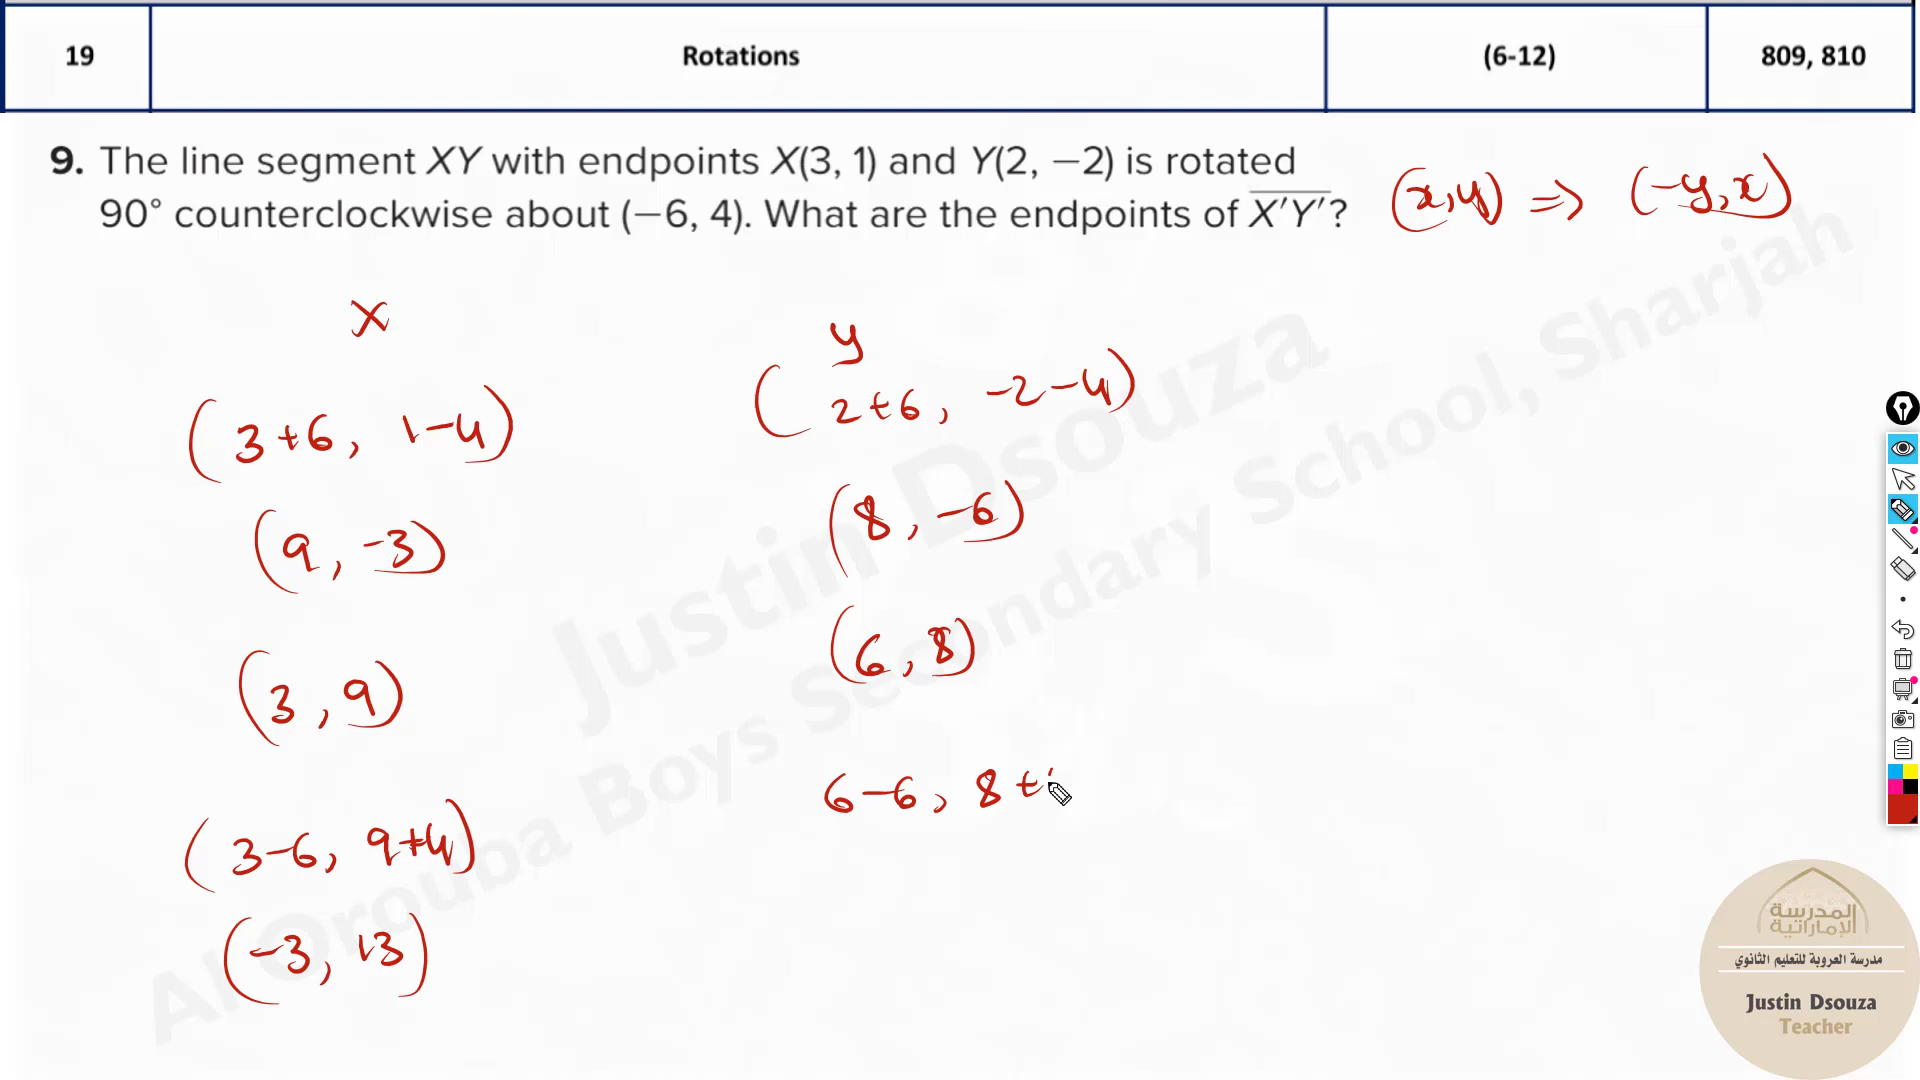 19 Rotations (6-12) 809, 810
9. The line segment XY with endpoints X(3, 1) and Y(2, −2) is rotated
90° counterclockwise about (−6, 4). What are the endpoints of X′Y′?
(x,y) ⇒ (-y,x)
X
(3+6, 1-4)
(9, -3)
(3, 9)
(3-6, 9+4)
(-3, 13)
y
(2+6, -2-4)
(8, -6)
(6, 8)
6-6, 8+
Justin Dsouza
Al Orouba Boys Secondary School, Sharjah
المدرسة
الإماراتية
مدرسة العروبة للتعليم الثانوي
Justin Dsouza
Teacher